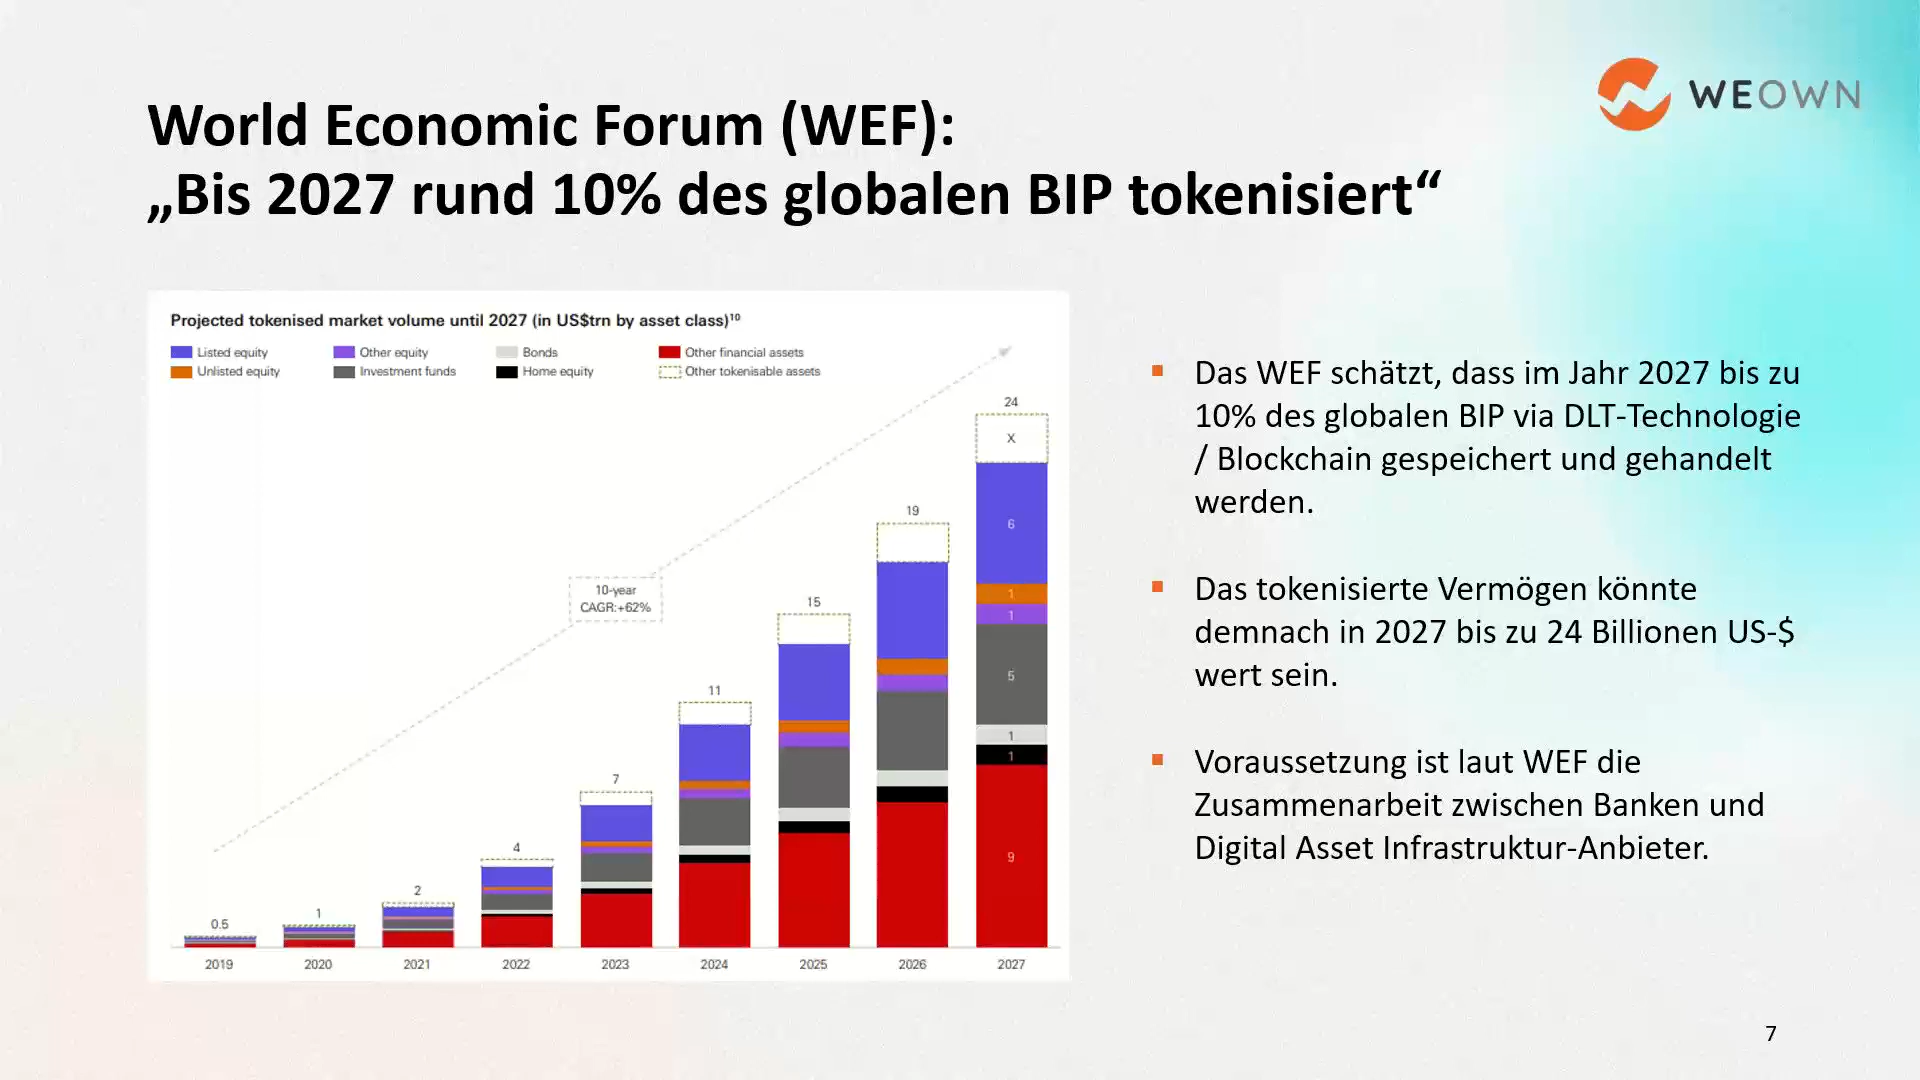 WEOWN
World Economic Forum (WEF):
„Bis 2027 rund 10% des globalen BIP tokenisiert“
Projected tokenised market volume until 2027 (in US$trn by asset class)¹⁰
Listed equity
Other equity
Bonds
Other financial assets
Unlisted equity
Investment funds
Home equity
Other tokenisable assets
10-year
CAGR:+62%
0.5
1
2
4
7
11
15
19
24
X
6
1
1
5
1
1
9
2019
2020
2021
2022
2023
2024
2025
2026
2027
Das WEF schätzt, dass im Jahr 2027 bis zu
10% des globalen BIP via DLT-Technologie
/ Blockchain gespeichert und gehandelt
werden.
Das tokenisierte Vermögen könnte
demnach in 2027 bis zu 24 Billionen US-$
wert sein.
Voraussetzung ist laut WEF die
Zusammenarbeit zwischen Banken und
Digital Asset Infrastruktur-Anbieter.
7